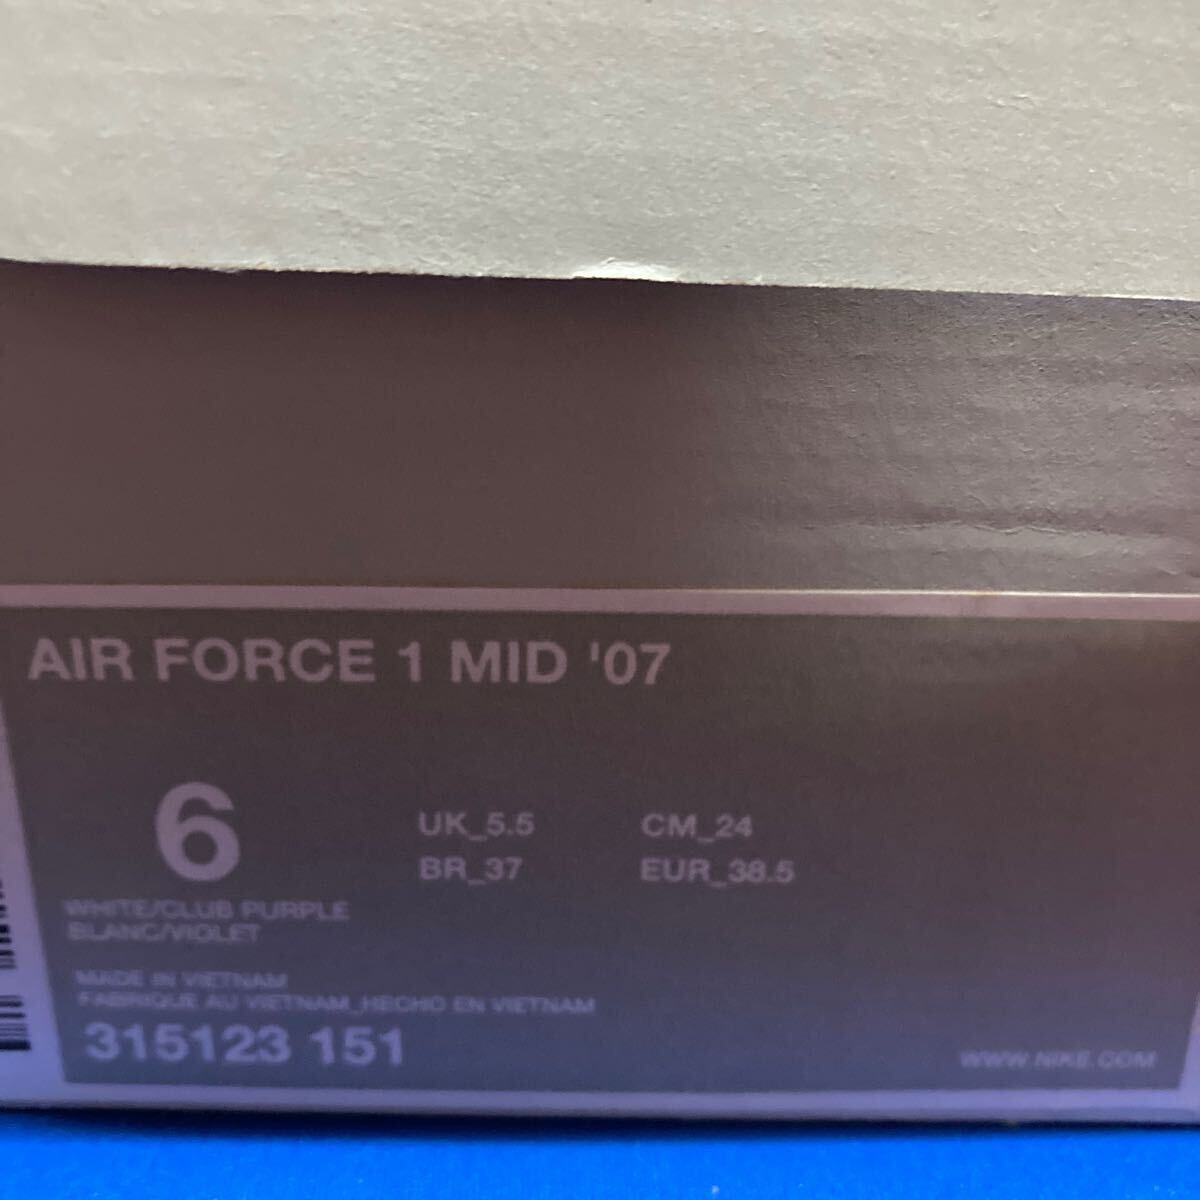 AIR FORCE 1 MID '07
6
UK_5.5 CM_24
BR_37 EUR_38.5
WHITE/CLUB PURPLE
BLANC/VIOLET
MADE IN VIETNAM
FABRIQUE AU VIETNAM_HECHO EN VIETNAM
315123 151
WWW.NIKE.COM